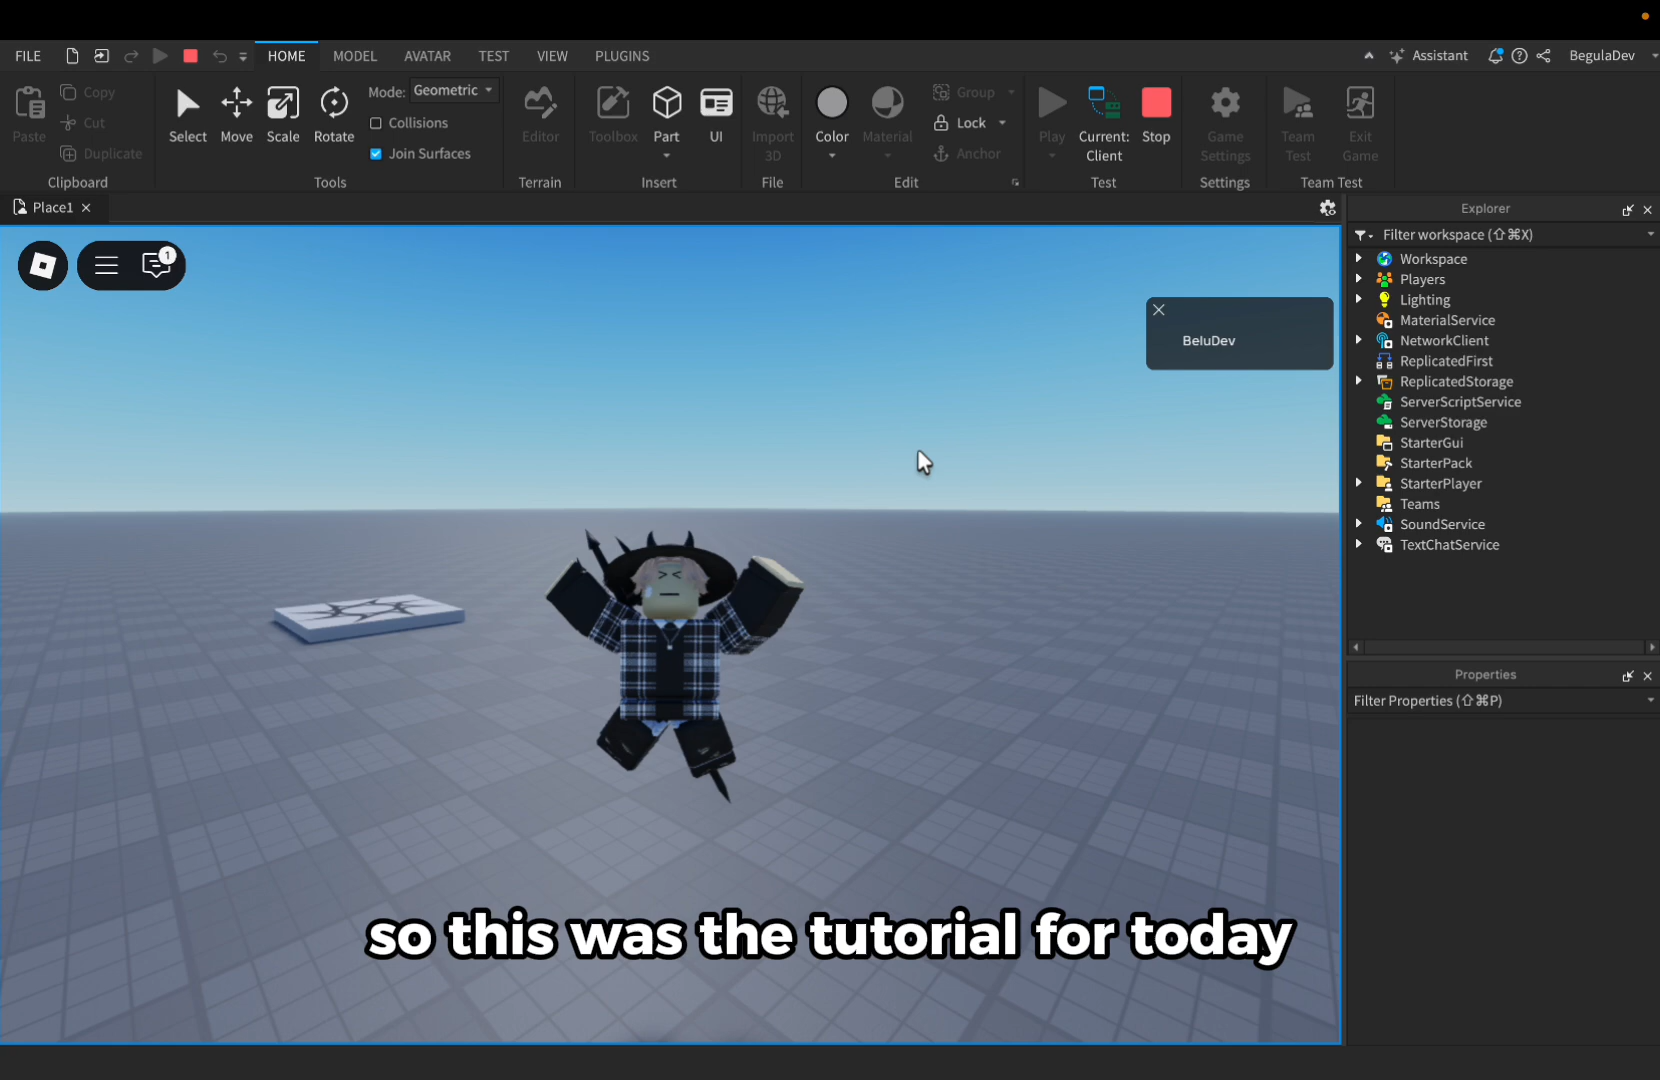 FILE
HOME
MODEL
AVATAR
TEST
VIEW
PLUGINS
Assistant
BegulaDev
Paste
Copy
Cut
Duplicate
Clipboard
Select
Move
Scale
Rotate
Mode: Geometric
Collisions
Join Surfaces
Tools
Editor
Terrain
Toolbox
Part
UI
Insert
Import
3D
File
Color
Material
Group
Lock
Anchor
Edit
Play
Current:
Client
Stop
Test
Game
Settings
Settings
Team
Test
Exit
Game
Team Test
Place1
1
BeluDev
so this was the tutorial for today
Explorer
Filter workspace (⇧⌘X)
Workspace
Players
Lighting
MaterialService
NetworkClient
ReplicatedFirst
ReplicatedStorage
ServerScriptService
ServerStorage
StarterGui
StarterPack
StarterPlayer
Teams
SoundService
TextChatService
Properties
Filter Properties (⇧⌘P)